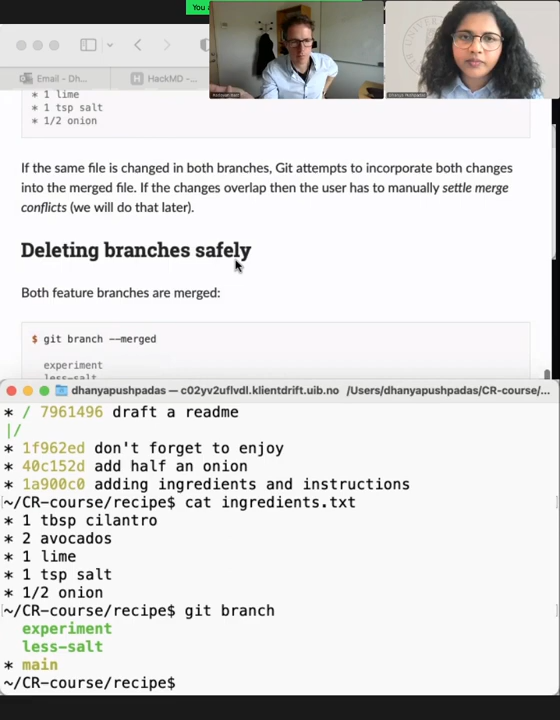 You a
Email - Dh...
HackMD -
* 1 lime
* 1 tsp salt
* 1/2 onion
If the same file is changed in both branches, Git attempts to incorporate both changes
into the merged file. If the changes overlap then the user has to manually settle merge
conflicts (we will do that later).
Deleting branches safely
Both feature branches are merged:
$ git branch --merged
experiment
less-salt
dhanyapushpadas — c02yv2uflvdl.klientdrift.uib.no /Users/dhanyapushpadas/CR-course/...
* / 7961496 draft a readme
|/
* 1f962ed don't forget to enjoy
* 40c152d add half an onion
* 1a900c0 adding ingredients and instructions
~/CR-course/recipe$ cat ingredients.txt
* 1 tbsp cilantro
* 2 avocados
* 1 lime
* 1 tsp salt
* 1/2 onion
~/CR-course/recipe$ git branch
experiment
less-salt
* main
~/CR-course/recipe$